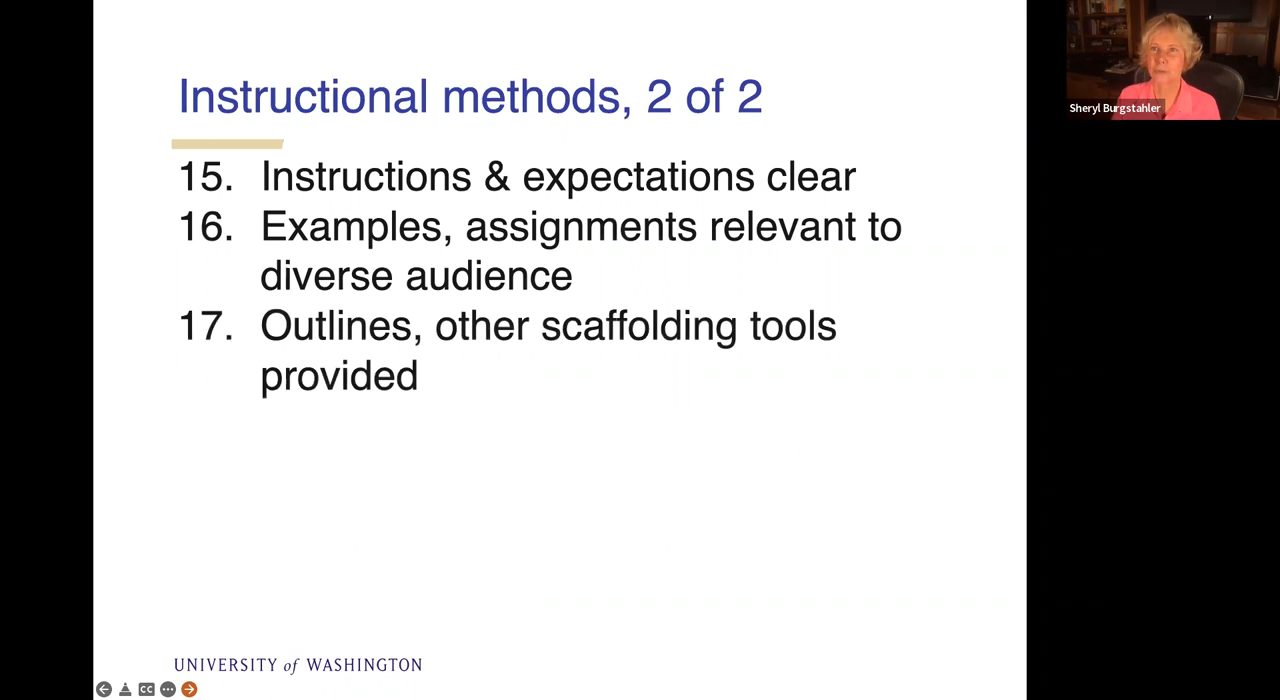 Instructional methods, 2 of 2
15. Instructions & expectations clear
16. Examples, assignments relevant to
diverse audience
17. Outlines, other scaffolding tools
provided
UNIVERSITY of WASHINGTON
CC
Sheryl Burgstahler